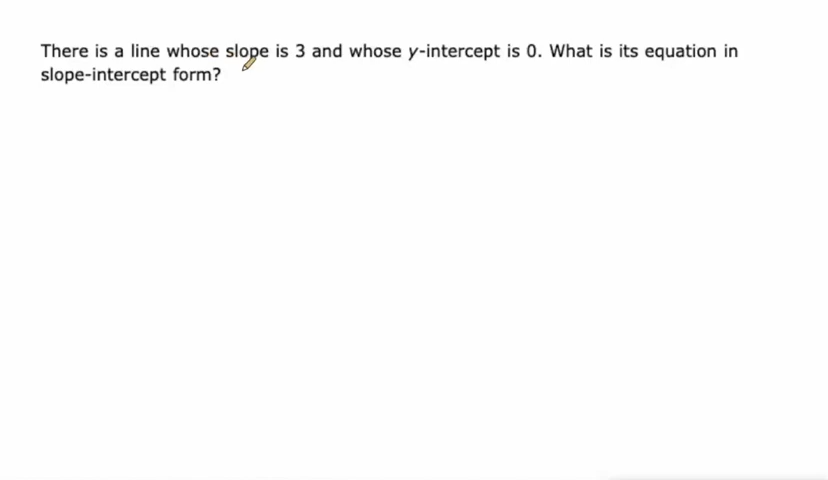 There is a line whose slope is 3 and whose y-intercept is 0. What is its equation in
slope-intercept form?